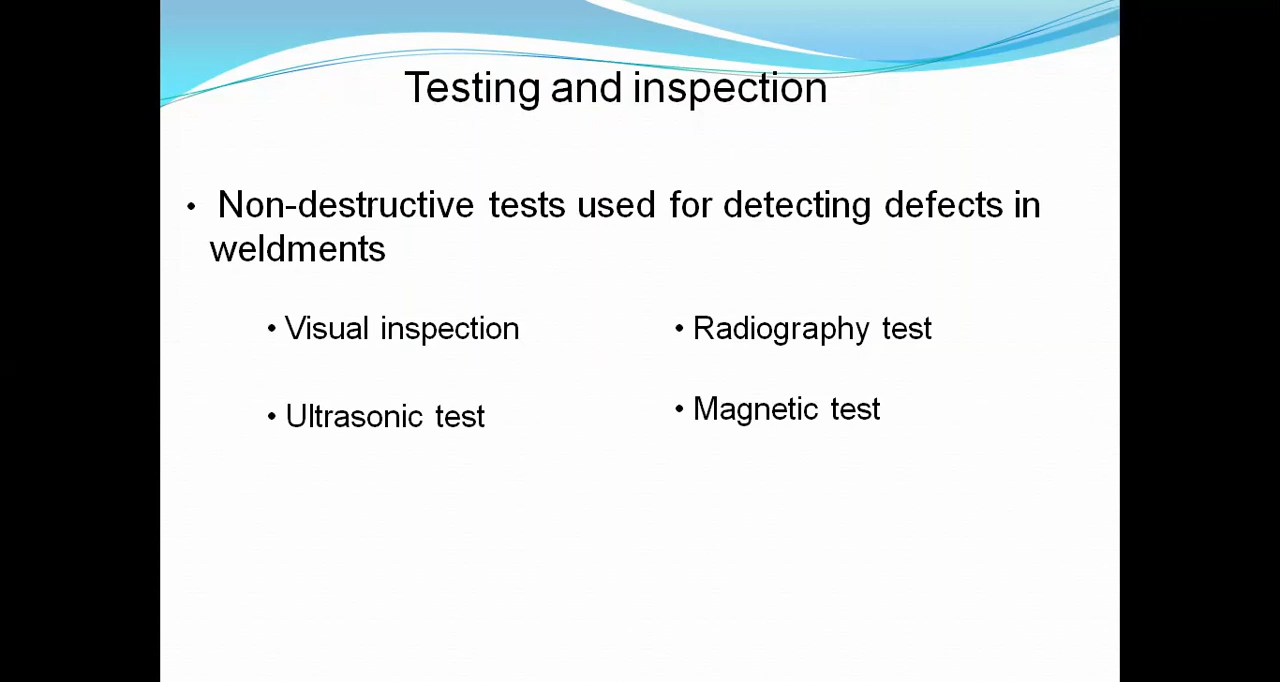 Testing and inspection
• Non-destructive tests used for detecting defects in
weldments
• Visual inspection
• Radiography test
• Ultrasonic test
• Magnetic test